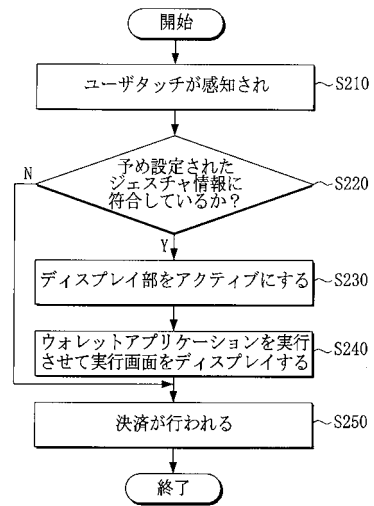 開始
ユーザタッチが感知され
S210
予め設定された
ジェスチャ情報に
符合しているか？
S220
N
Y
ディスプレイ部をアクティブにする
S230
ウォレットアプリケーションを実行
させて実行画面をディスプレイする
S240
決済が行われる
S250
終了